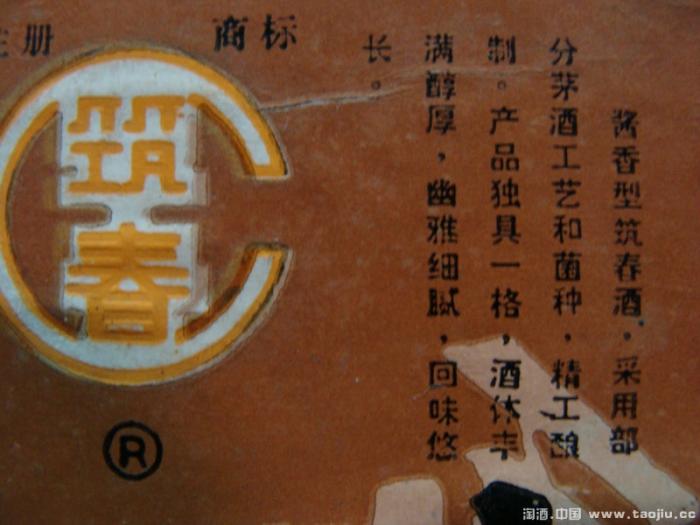 注册 商标
筑
春
®
酱香型筑春酒。采用部
分茅酒工艺和菌种，精工酿
制。产品独具一格，酒体丰
满醇厚，幽雅细腻，回味悠
长。
淘酒.中国 www.taojiu.cc